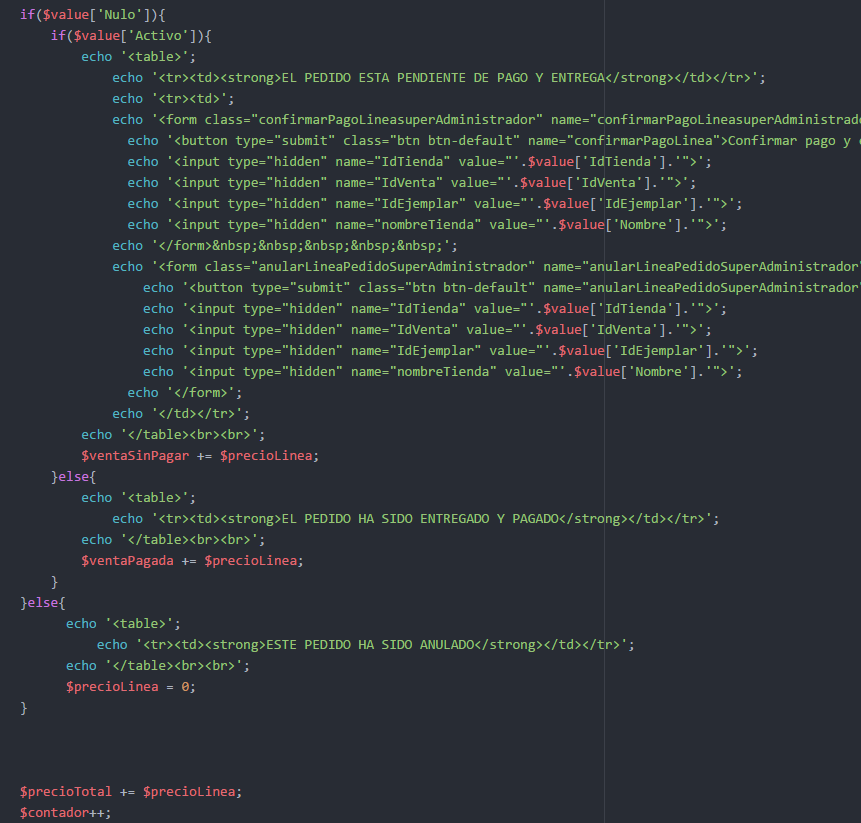 if($value['Nulo']){
if($value['Activo']){
echo '<table>';
echo '<tr><td><strong>EL PEDIDO ESTA PENDIENTE DE PAGO Y ENTREGA</strong></td></tr>';
echo '<tr><td>';
echo '<form class="confirmarPagoLineasuperAdministrador" name="confirmarPagoLineasuperAdministrado
echo '<button type="submit" class="btn btn-default" name="confirmarPagoLinea">Confirmar pago y
echo '<input type="hidden" name="IdTienda" value="'.$value['IdTienda'].'">';
echo '<input type="hidden" name="IdVenta" value="'.$value['IdVenta'].'">';
echo '<input type="hidden" name="IdEjemplar" value="'.$value['IdEjemplar'].'">';
echo '<input type="hidden" name="nombreTienda" value="'.$value['Nombre'].'">';
echo '</form>&nbsp;&nbsp;&nbsp;&nbsp;&nbsp;';
echo '<form class="anularLineaPedidoSuperAdministrador" name="anularLineaPedidoSuperAdministrador"
echo '<button type="submit" class="btn btn-default" name="anularLineaPedidoSuperAdministrador"
echo '<input type="hidden" name="IdTienda" value="'.$value['IdTienda'].'">';
echo '<input type="hidden" name="IdVenta" value="'.$value['IdVenta'].'">';
echo '<input type="hidden" name="IdEjemplar" value="'.$value['IdEjemplar'].'">';
echo '<input type="hidden" name="nombreTienda" value="'.$value['Nombre'].'">';
echo '</form>';
echo '</td></tr>';
echo '</table><br><br>';
$ventaSinPagar += $precioLinea;
}else{
echo '<table>';
echo '<tr><td><strong>EL PEDIDO HA SIDO ENTREGADO Y PAGADO</strong></td></tr>';
echo '</table><br><br>';
$ventaPagada += $precioLinea;
}
}else{
echo '<table>';
echo '<tr><td><strong>ESTE PEDIDO HA SIDO ANULADO</strong></td></tr>';
echo '</table><br><br>';
$precioLinea = 0;
}
$precioTotal += $precioLinea;
$contador++;